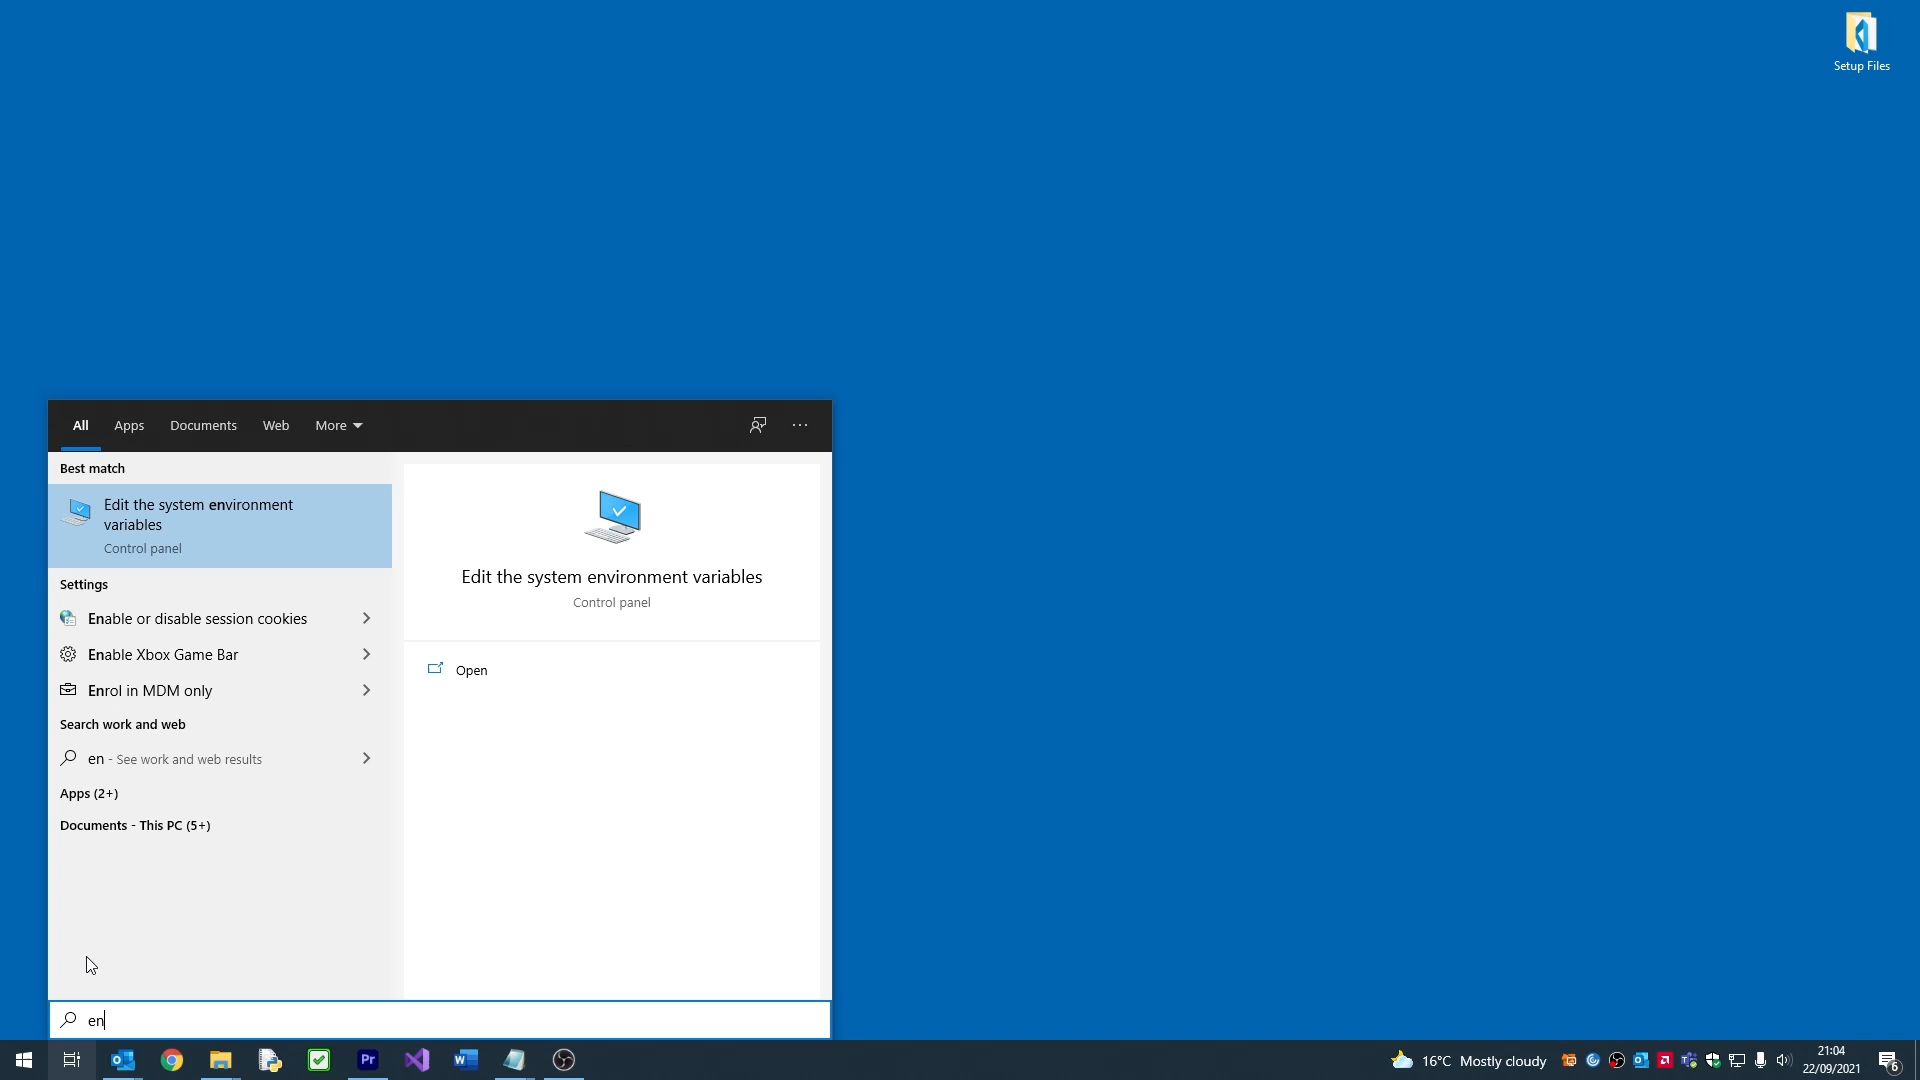 Setup Files
All Apps Documents Web More
Best match
Edit the system environment
variables
Control panel
Settings
Enable or disable session cookies
Enable Xbox Game Bar
Enrol in MDM only
Search work and web
en - See work and web results
Apps (2+)
Documents - This PC (5+)
Edit the system environment variables
Control panel
Open
en
Pr
16°C Mostly cloudy
21:04
22/09/2021
6